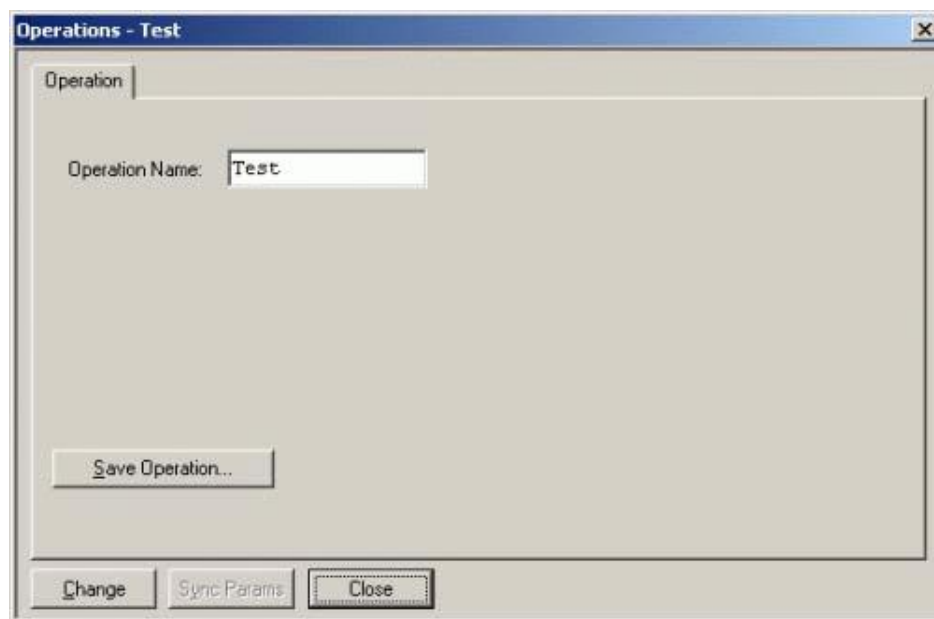 Operations - Test
Operation
Operation Name: Test
Save Operation...
Change Sync Params Close